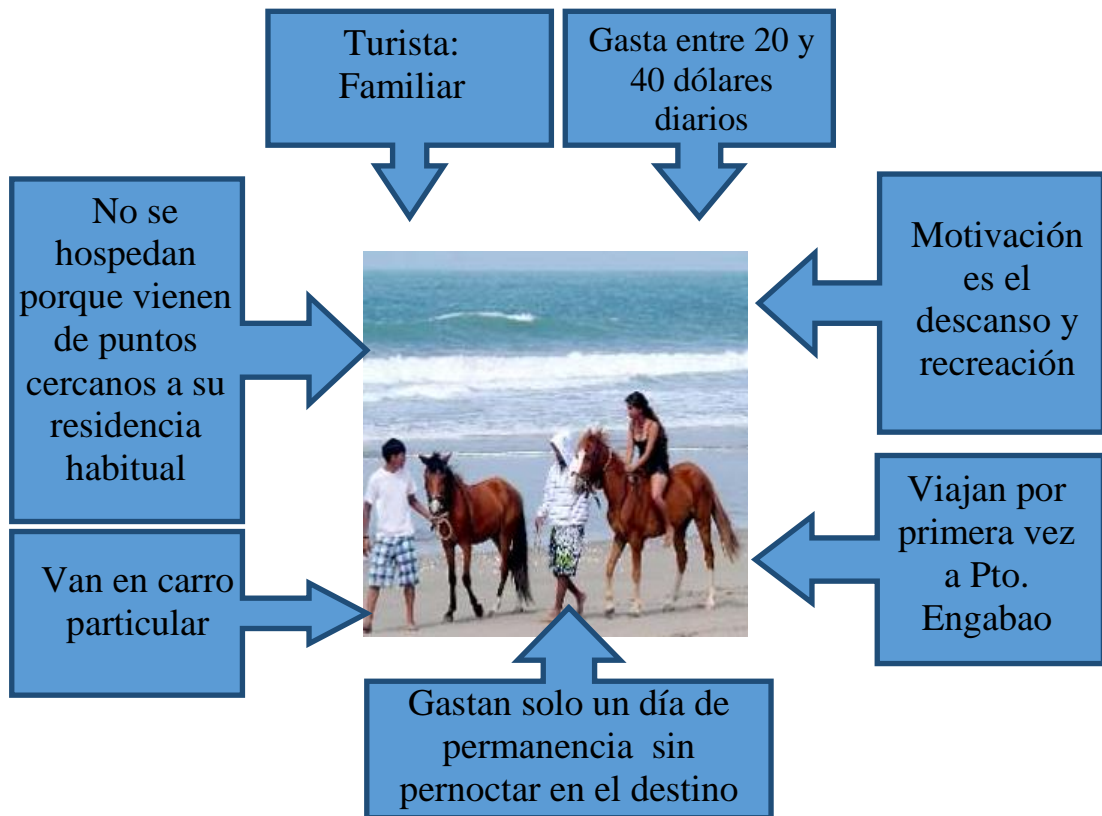 Turista:
Familiar
Gasta entre 20 y
40 dólares
diarios
No se
hospedan
porque vienen
de puntos
cercanos a su
residencia
habitual
Motivación
es el
descanso y
recreación
Van en carro
particular
Viajan por
primera vez
a Pto.
Engabao
Gastan solo un día de
permanencia sin
pernoctar en el destino